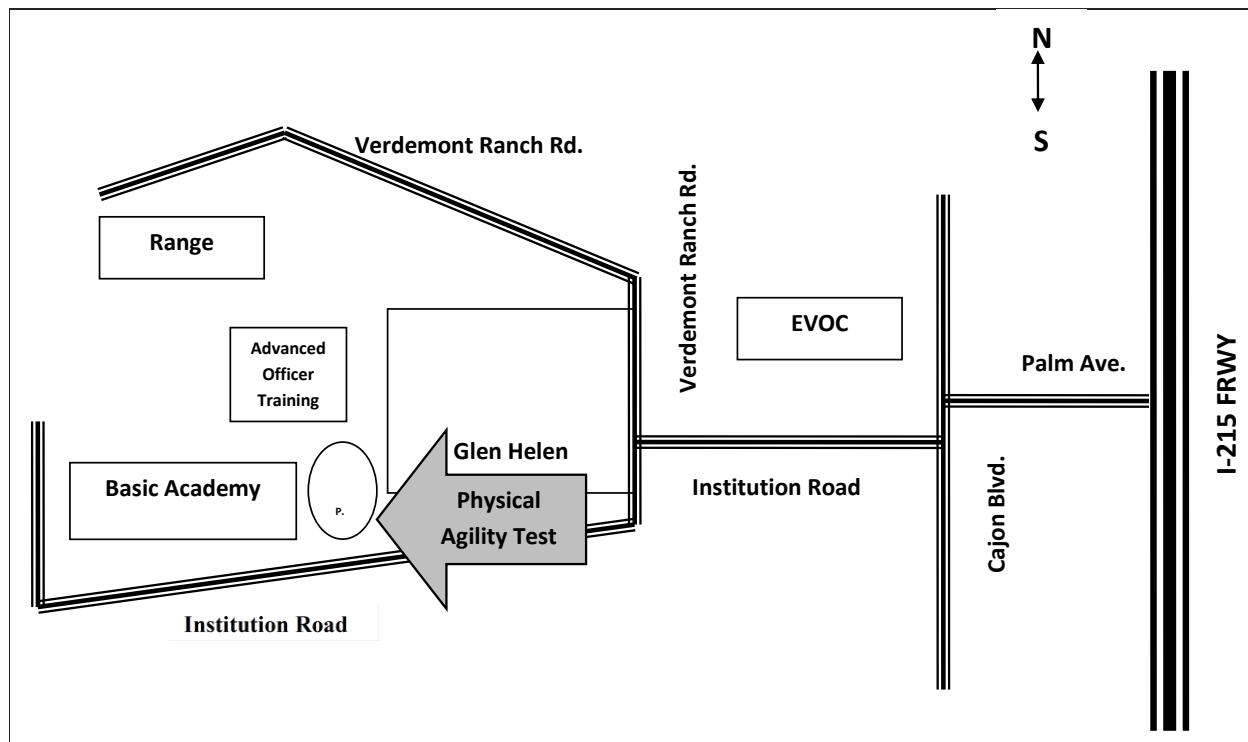 N
S
Verdemont Ranch Rd.
Verdemont Ranch Rd.
Range
EVOC
Advanced
Officer
Training
Palm Ave.
I-215 FRWY
Glen Helen
Basic Academy
P.
Physical
Agility Test
Institution Road
Cajon Blvd.
Institution Road